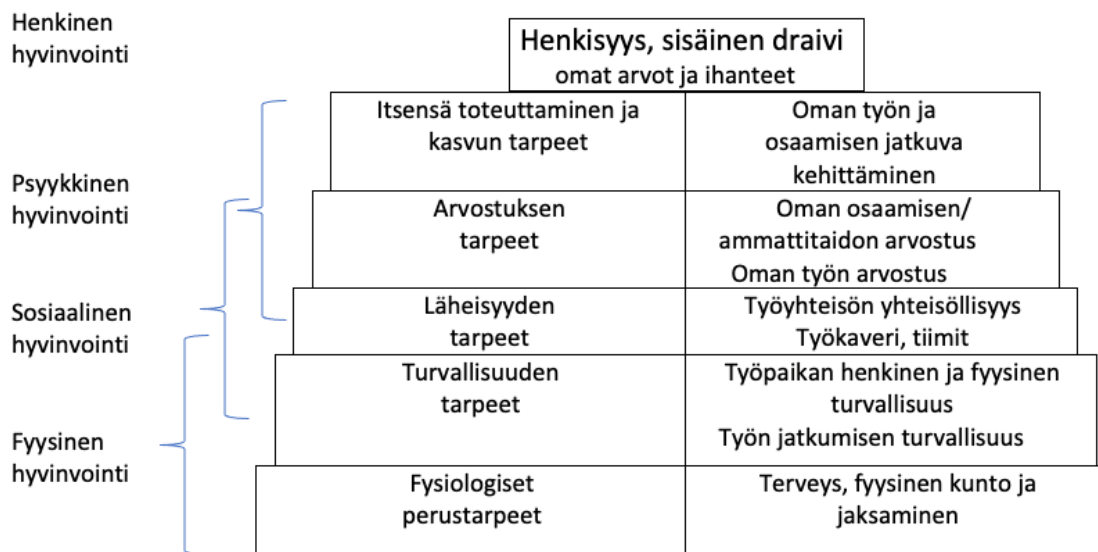 Henkinen
hyvinvointi
Henkisyys, sisäinen draivi
omat arvot ja ihanteet
Itsensä toteuttaminen ja
kasvun tarpeet
Oman työn ja
osaamisen jatkuva
kehittäminen
Psyykkinen
hyvinvointi
Arvostuksen
tarpeet
Oman osaamisen/
ammattitaidon arvostus
Oman työn arvostus
Sosiaalinen
hyvinvointi
Läheisyyden
tarpeet
Työyhteisön yhteisöllisyys
Työkaveri, tiimit
Turvallisuuden
tarpeet
Työpaikan henkinen ja fyysinen
turvallisuus
Työn jatkumisen turvallisuus
Fyysinen
hyvinvointi
Fysiologiset
perustarpeet
Terveys, fyysinen kunto ja
jaksaminen